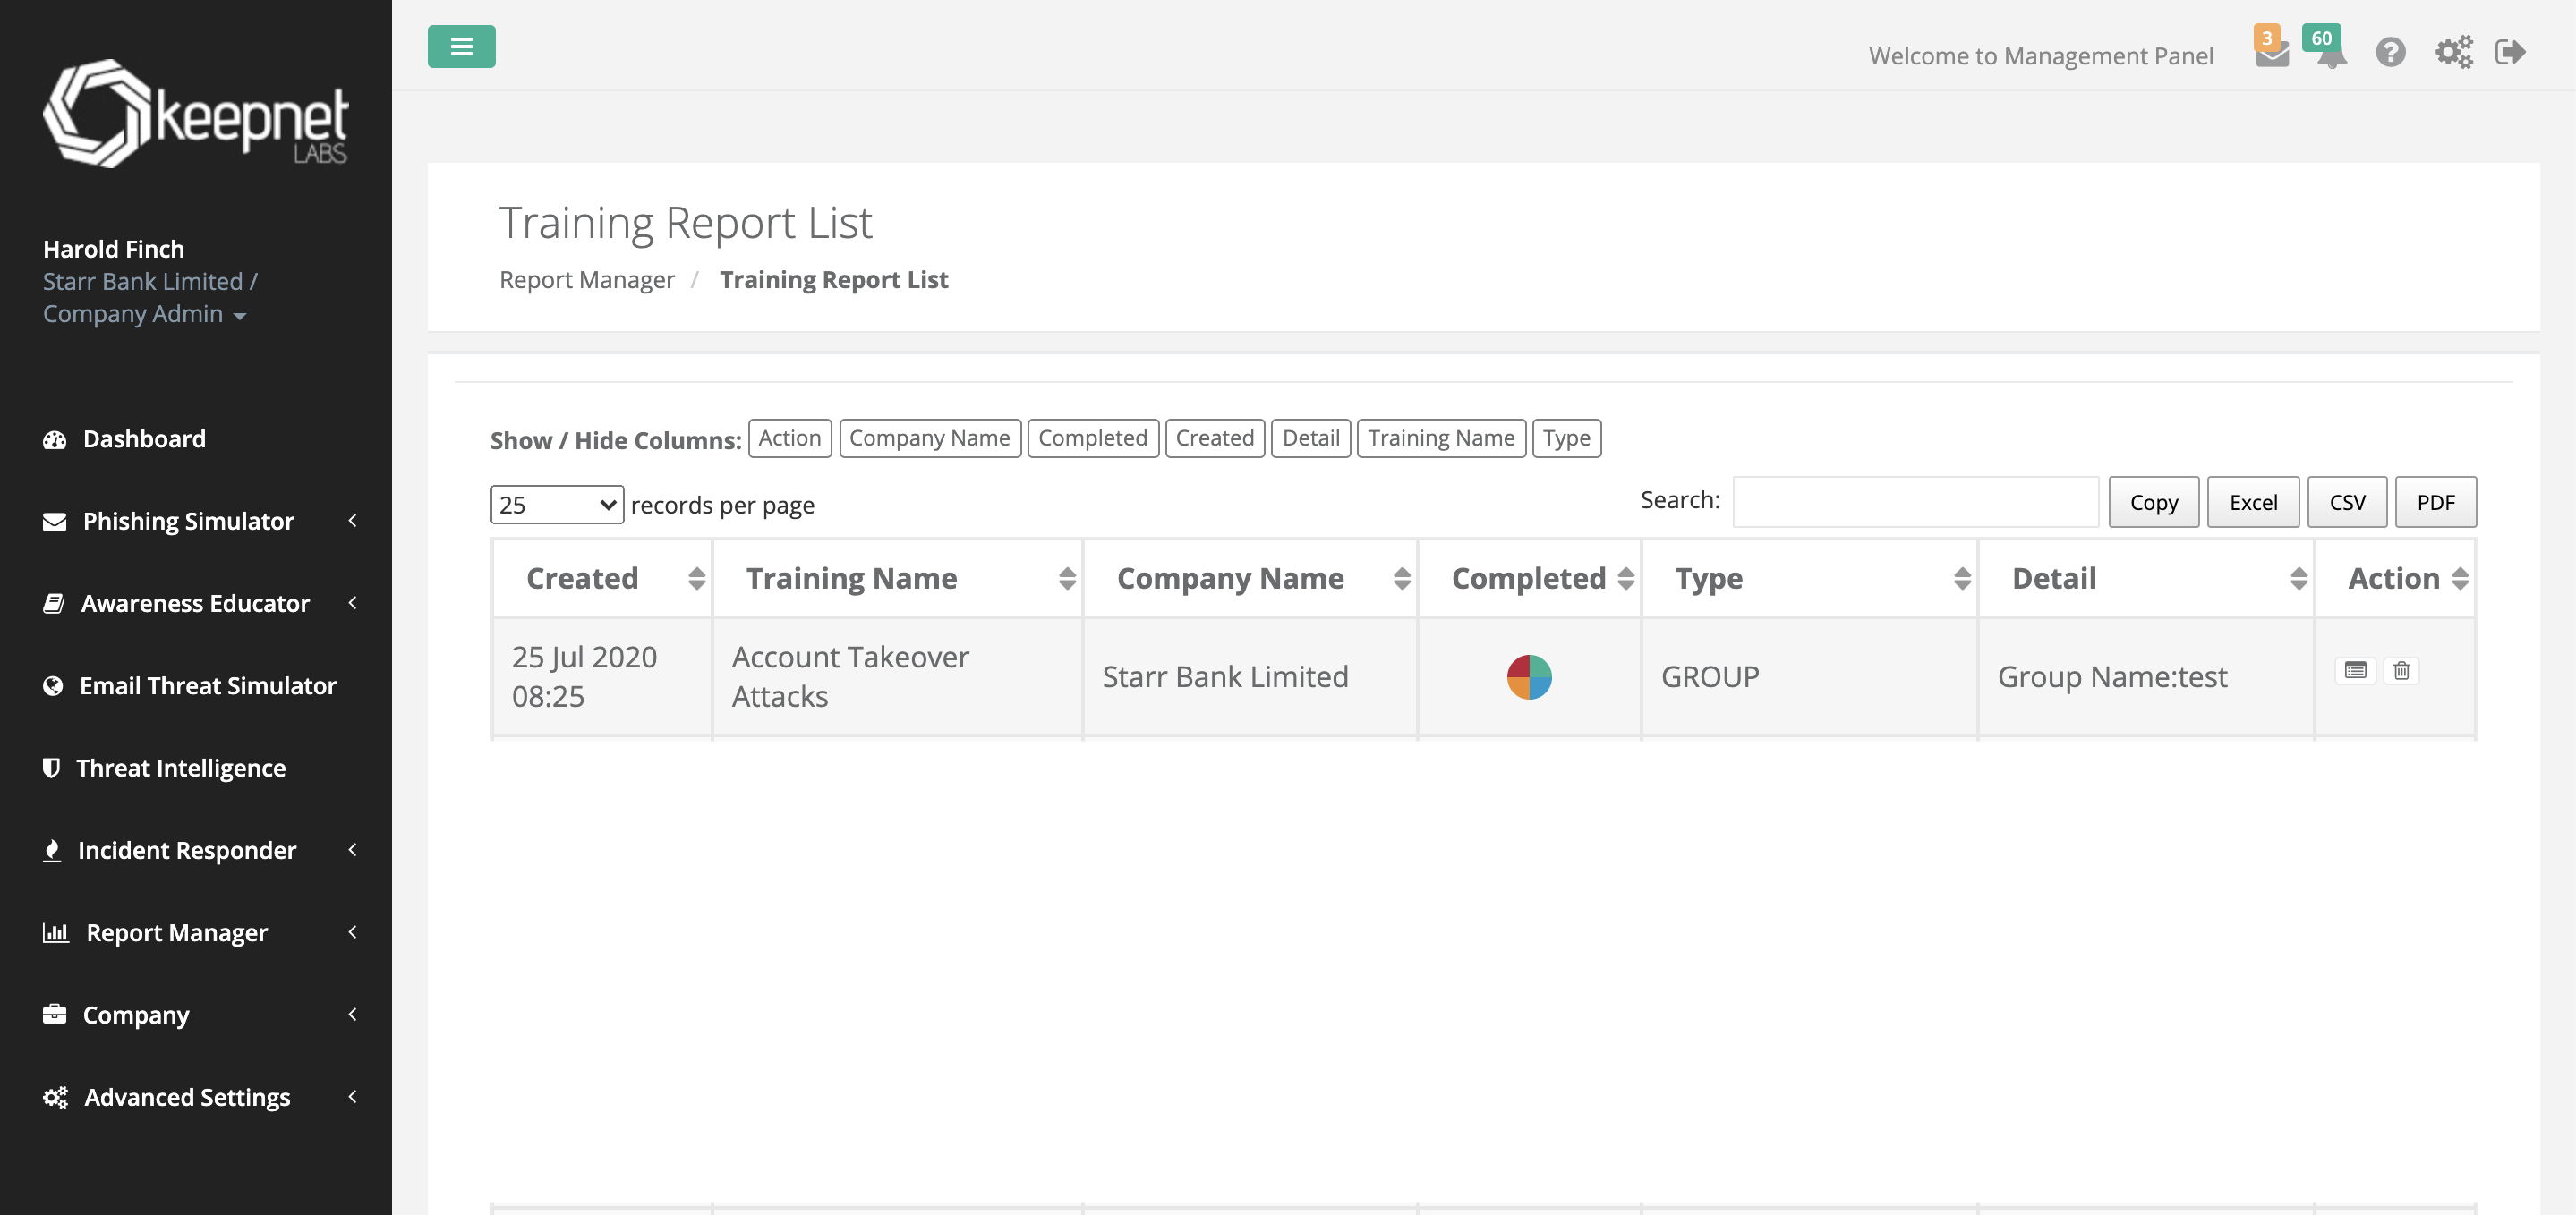 keepnet
LABS
Harold Finch
Starr Bank Limited /
Company Admin
Dashboard
Phishing Simulator
Awareness Educator
Email Threat Simulator
Threat Intelligence
Incident Responder
Report Manager
Company
Advanced Settings
Welcome to Management Panel
3
60
Training Report List
Report Manager / Training Report List
Show / Hide Columns: Action Company Name Completed Created Detail Training Name Type
25 records per page
Search: Copy Excel CSV PDF
Created Training Name Company Name Completed Type Detail Action
25 Jul 2020
08:25
Account Takeover
Attacks
Starr Bank Limited
GROUP
Group Name:test